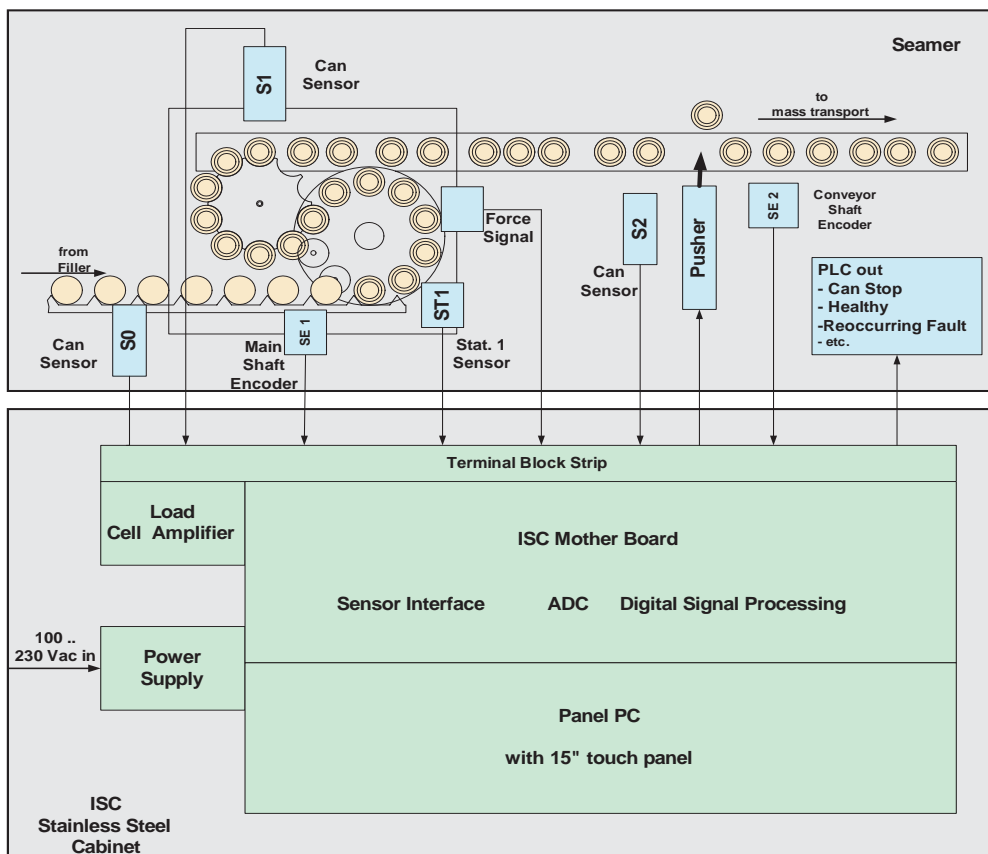 Seamer
S1
Can
Sensor
to
mass transport
from
Filler
Force
Signal
S2
Can
Sensor
Pusher
SE 2
Conveyor
Shaft
Encoder
PLC out
- Can Stop
- Healthy
-Reoccurring Fault
- etc.
Can
Sensor
S0
Main
Shaft
Encoder
SE 1
ST1
Stat. 1
Sensor
Terminal Block Strip
Load
Cell Amplifier
ISC Mother Board
Sensor Interface ADC Digital Signal Processing
100 ..
230 Vac in
Power
Supply
Panel PC
with 15" touch panel
ISC
Stainless Steel
Cabinet